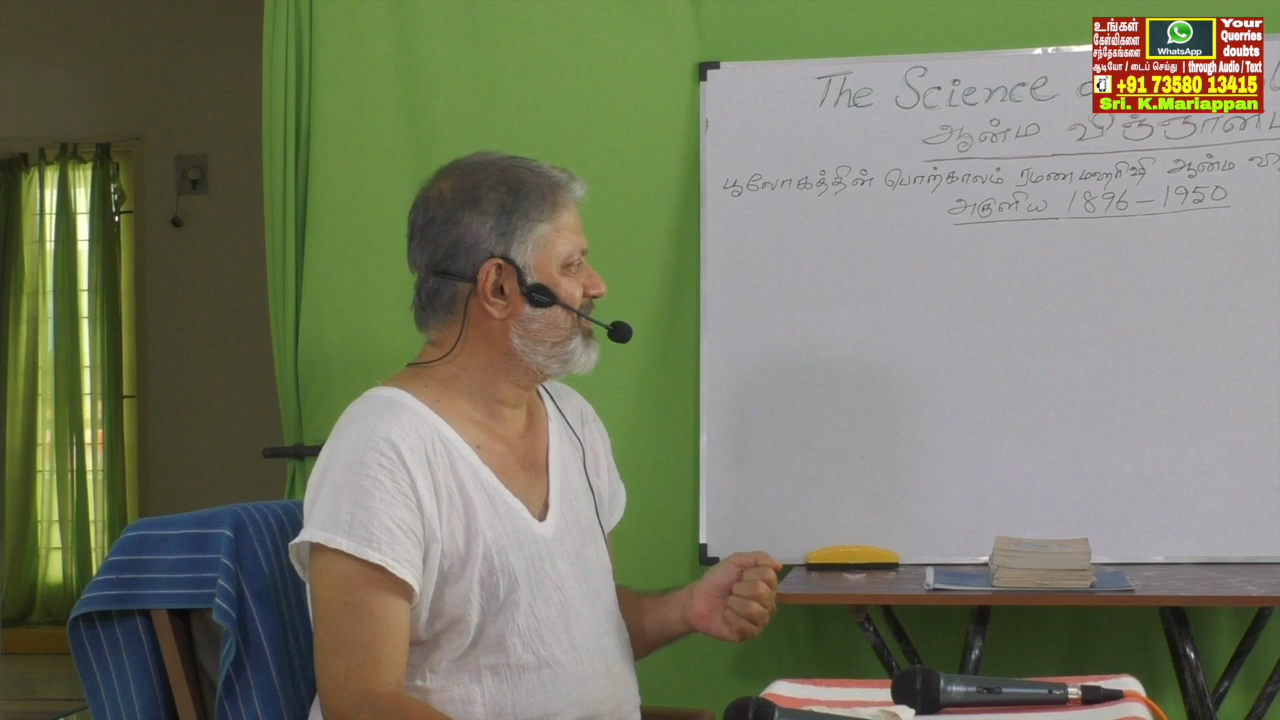 உங்கள்
கேள்விகளை
சந்தேகங்களை
WhatsApp
Your
Querries
doubts
ஆடியோ / டைப் செய்து | through Audio / Text
+91 73580 13415
Sri. K.Mariappan
The Science
ஆன்ம விஞ்ஞானம்
பூலோகத்தின் பொற்காலம் ரமண மஹரிஷி ஆன்ம
அருளிய 1896 - 1950